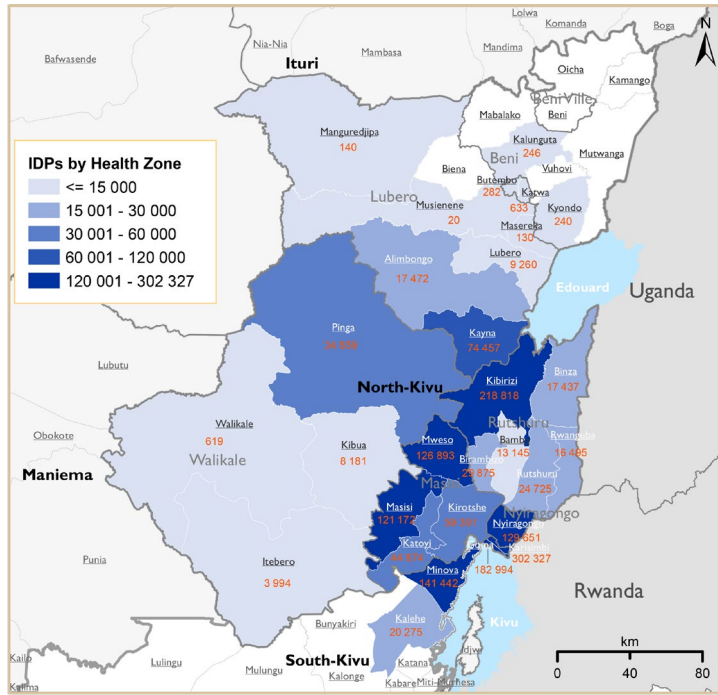 Lolwa
Komanda
Boga
N
Nia-Nia
Mambasa
Mandima
Bafwasende
Ituri
Oicha
Kamango
Beni Ville
Mabalako
Beni
Manguredjipa
140
Kalunguta
246
Mutwanga
Beni
Biena
Vuhovi
IDPs by Health Zone
<= 15 000
15 001 - 30 000
30 001 - 60 000
60 001 - 120 000
120 001 - 302 327
Butembo
282
Katwa
633
Lubero
Musienene
20
Kyondo
240
Masereka
130
Lubero
9 260
Alimbongo
17 472
Edouard
Uganda
Pinga
Kayna
74 457
Lubutu
North-Kivu
Kibirizi
218 818
Binza
17 437
Rutshuru
Walikale
619
Obokote
Kibua
8 181
Mweso
126 893
Bamb
13 145
Rwanguba
16 495
Birambizo
29 875
Walikale
Maniema
Rutshuru
24 725
Masisi
121 172
Kirotshe
Nyiragongo
Nyiragongo
129 651
Katoyi
Goma
182 994
Karisimbi
302 327
Punia
Itebero
3 994
Minova
141 442
Rwanda
Kalehe
20 275
Kivu
Bunyakiri
km
Kailo
Lulingu
South-Kivu
Katana
Idjwi
Mulungu
Kalonge
Kabare
Miti-Murhesa
Kalima
0 40 80